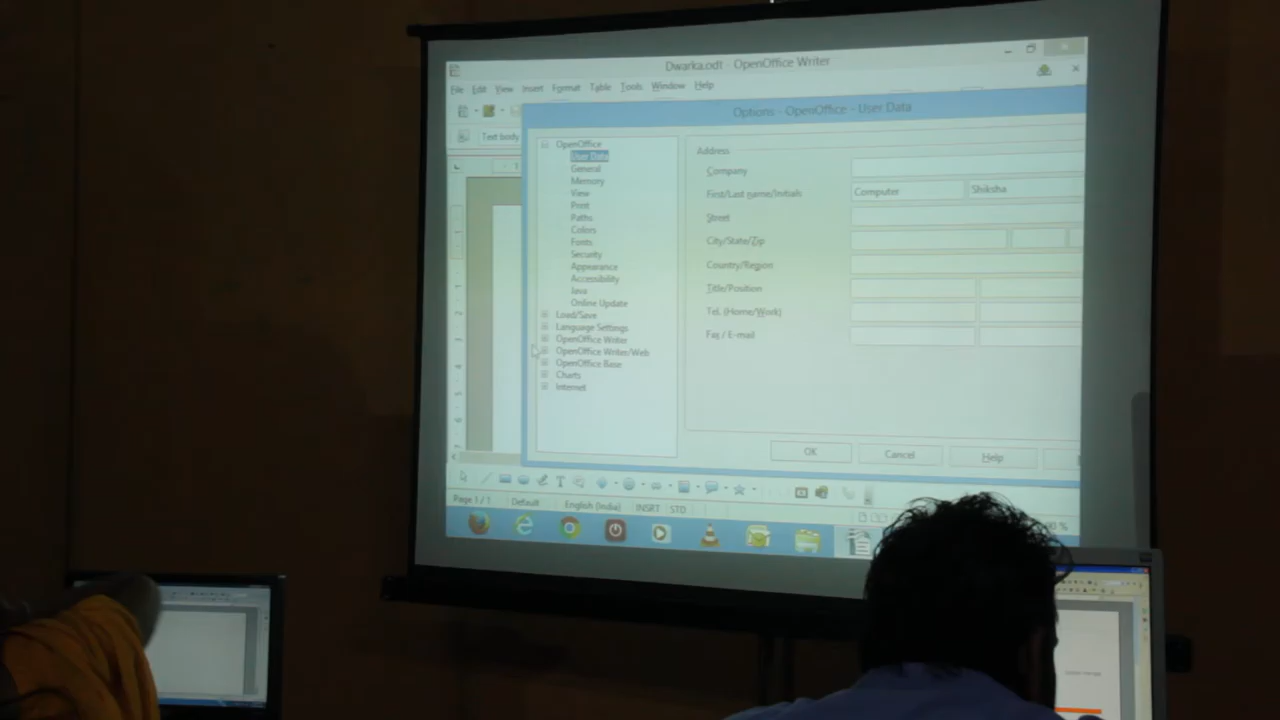 Dwarka.odt - OpenOffice Writer
File Edit View Insert Format Table Tools Window Help
Options - OpenOffice - User Data
Text body
OpenOffice
User Data
General
Memory
View
Print
Paths
Colors
Fonts
Security
Appearance
Accessibility
Java
Online Update
Load/Save
Language Settings
OpenOffice Writer
OpenOffice Writer/Web
OpenOffice Base
Charts
Internet
Address
Company
First/Last name/Initials Computer Shiksha
Street
City/State/Zip
Country/Region
Title/Position
Tel. (Home/Work)
Fax / E-mail
OK Cancel Help
Page 1 / 1 Default English (India) INSRT STD